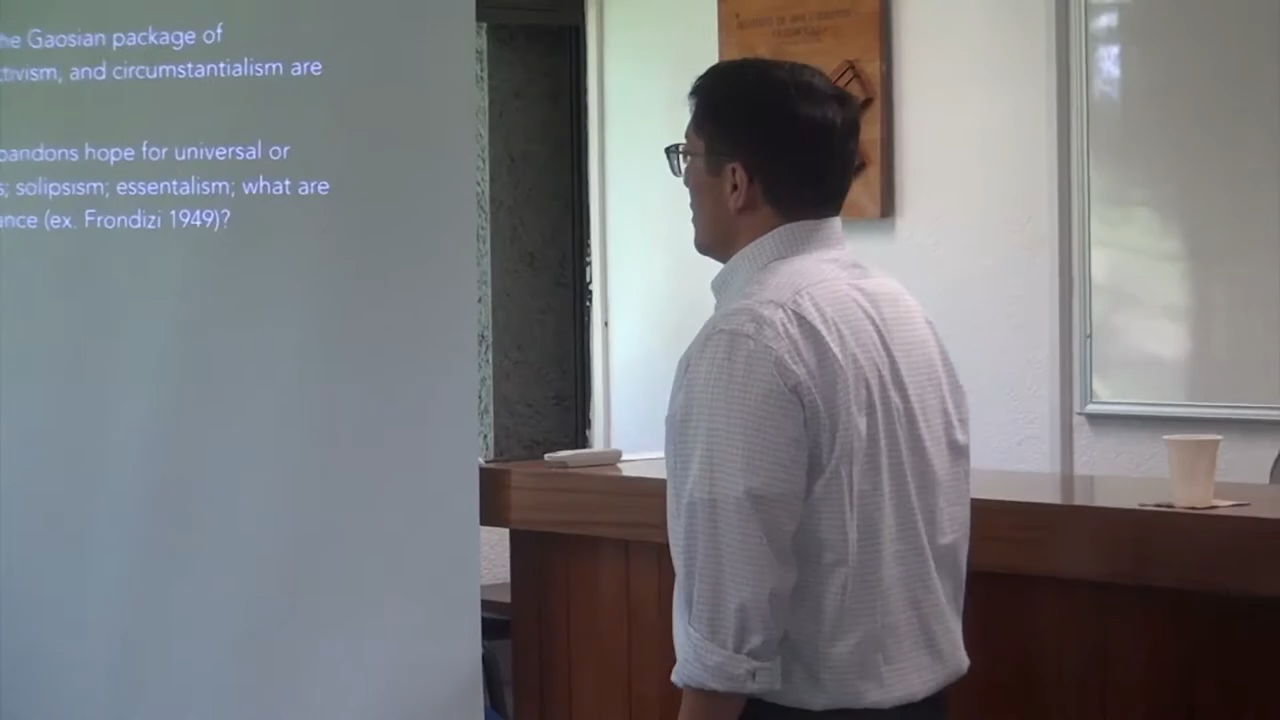 he Gaosian package of
tivism, and circumstantialism are
bandons hope for universal or
s; solipsism; essentalism; what are
ance (ex. Frondizi 1949)?